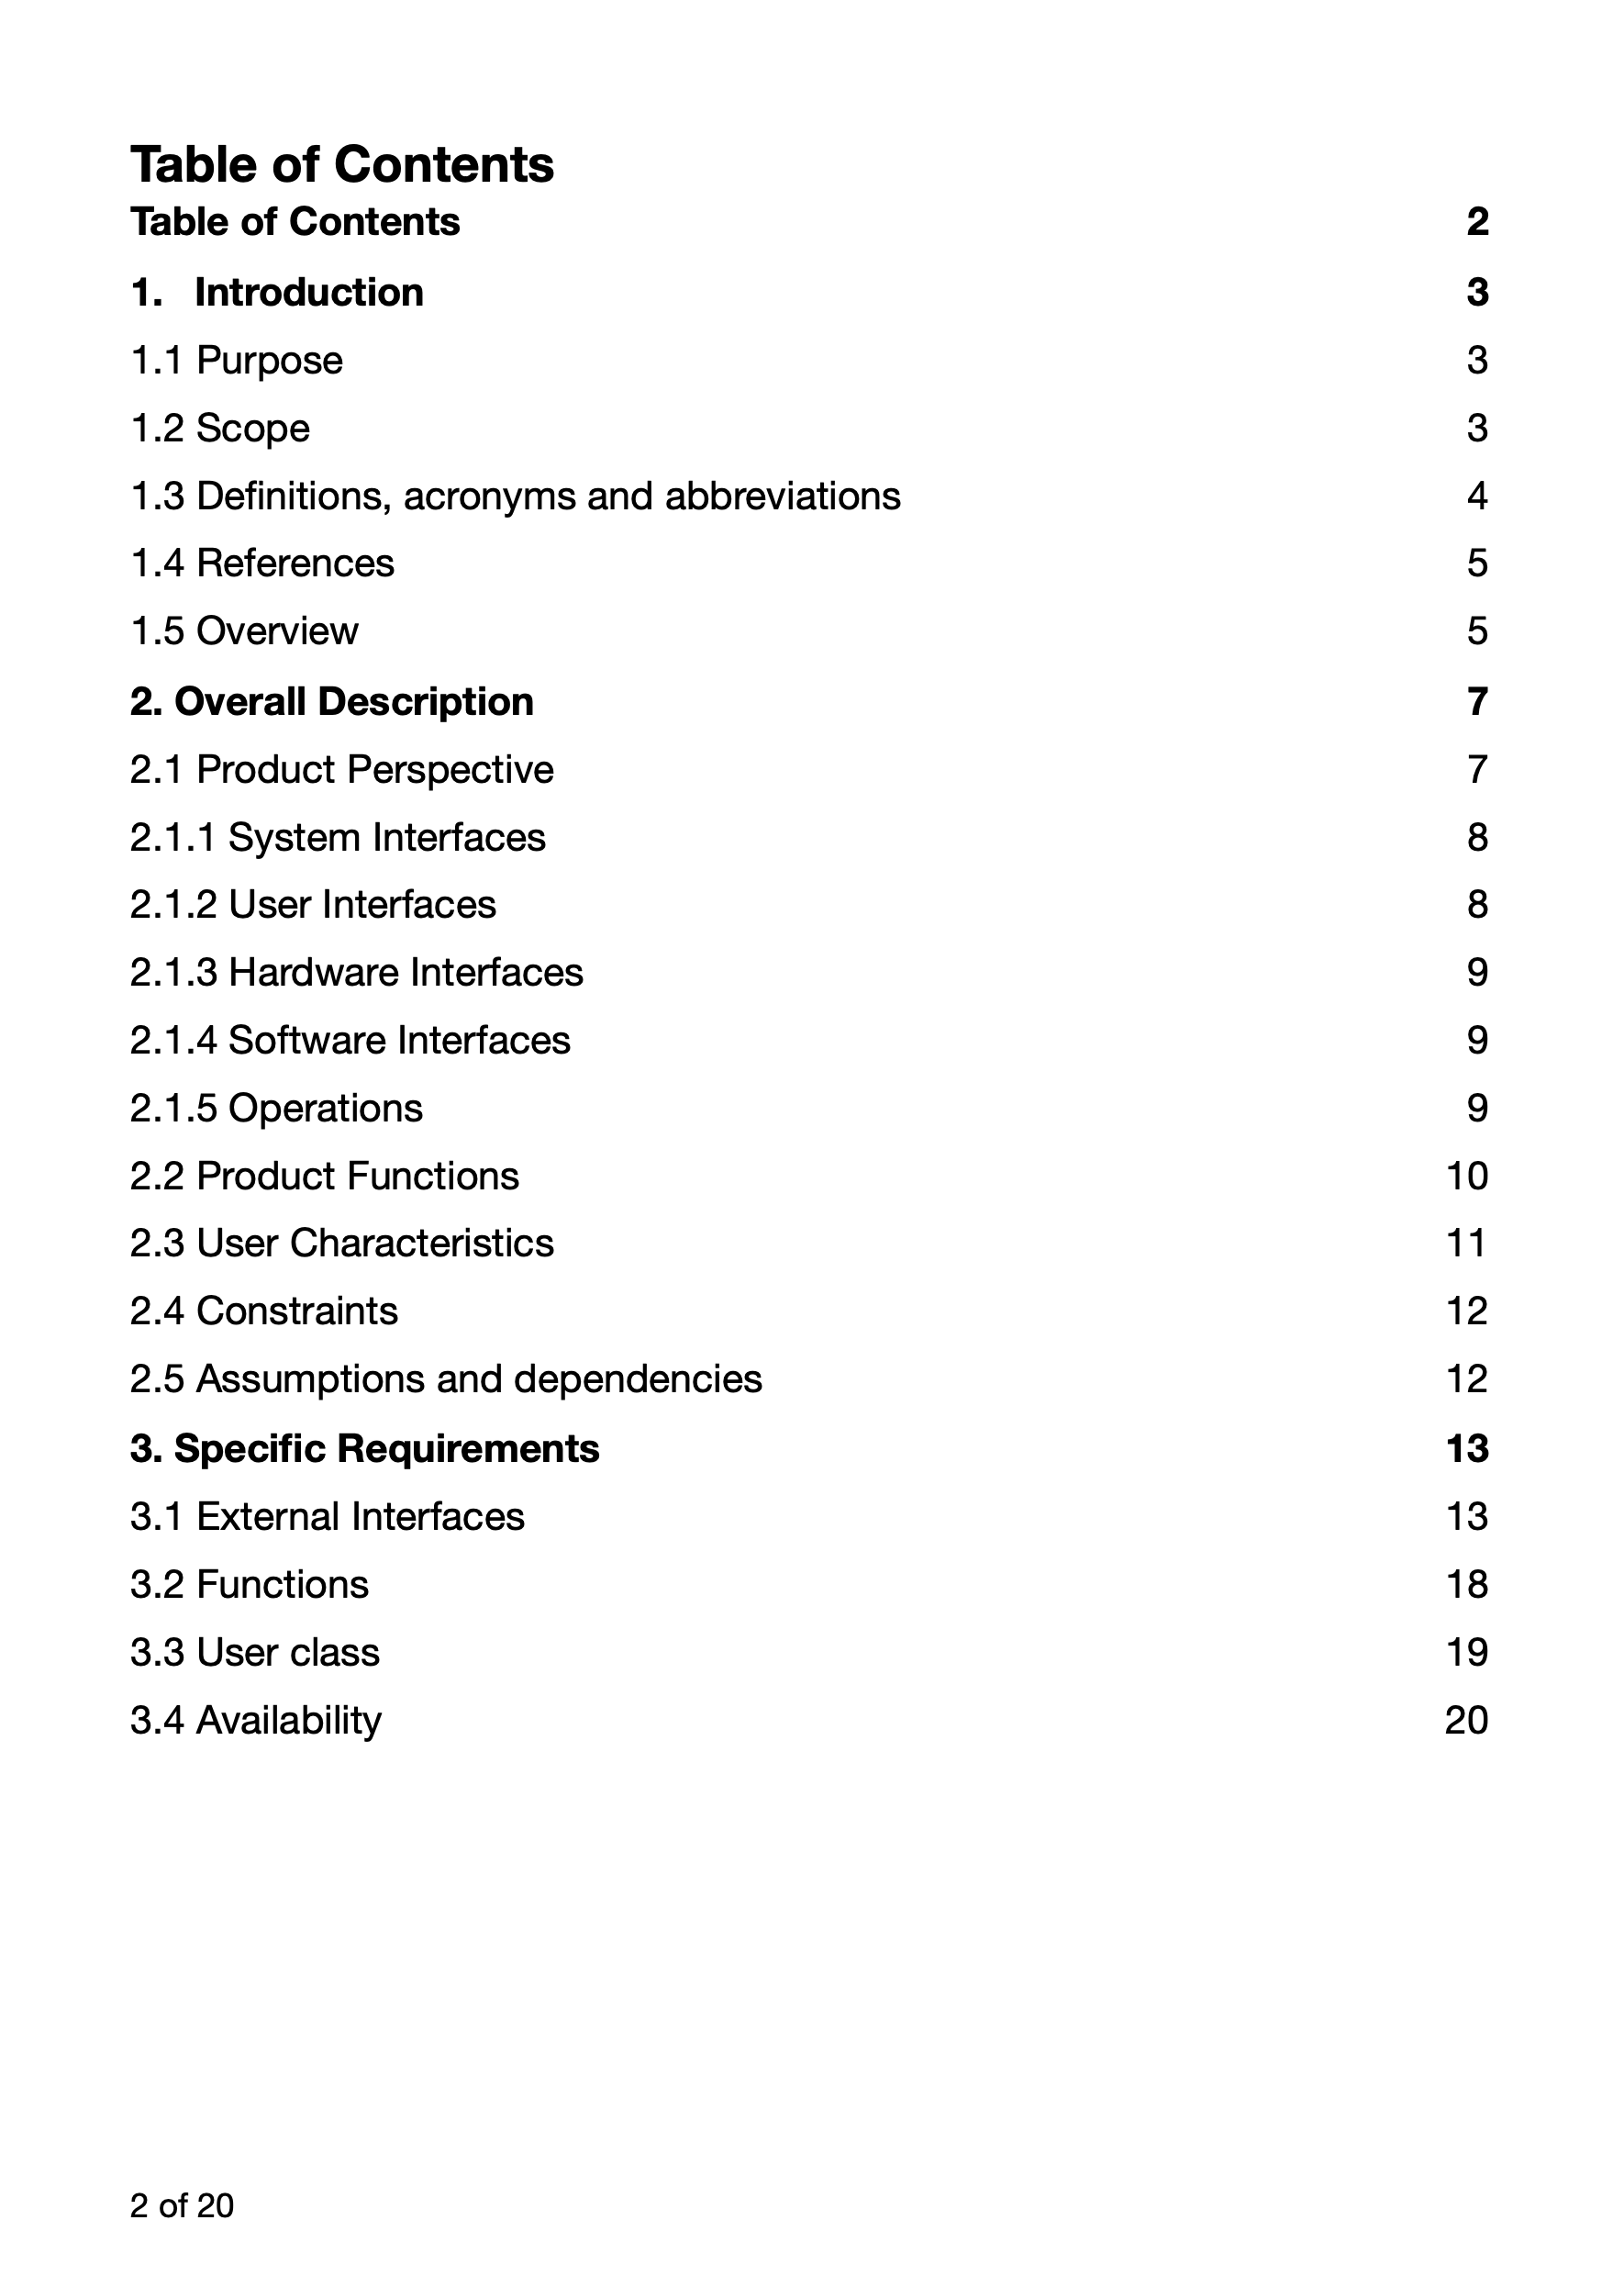 Table of Contents
Table of Contents 2
1. Introduction 3
1.1 Purpose 3
1.2 Scope 3
1.3 Definitions, acronyms and abbreviations 4
1.4 References 5
1.5 Overview 5
2. Overall Description 7
2.1 Product Perspective 7
2.1.1 System Interfaces 8
2.1.2 User Interfaces 8
2.1.3 Hardware Interfaces 9
2.1.4 Software Interfaces 9
2.1.5 Operations 9
2.2 Product Functions 10
2.3 User Characteristics 11
2.4 Constraints 12
2.5 Assumptions and dependencies 12
3. Specific Requirements 13
3.1 External Interfaces 13
3.2 Functions 18
3.3 User class 19
3.4 Availability 20
2 of 20